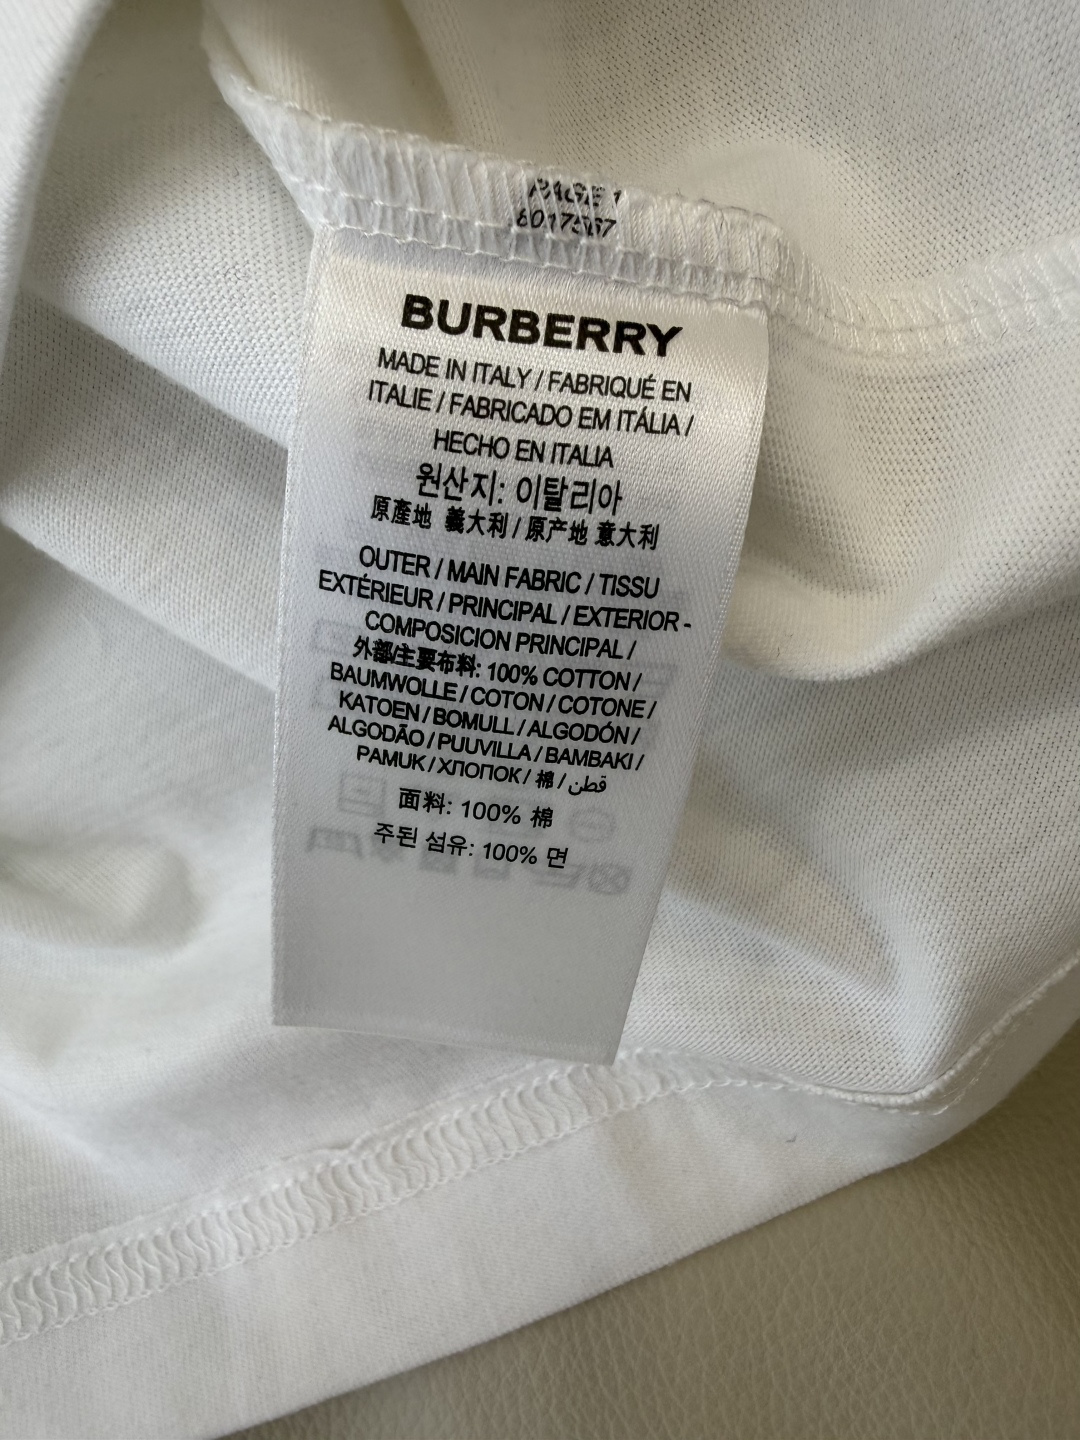 PAGE 1
8017567
BURBERRY
MADE IN ITALY / FABRIQUÉ EN
ITALIE / FABRICADO EM ITÁLIA /
HECHO EN ITALIA
원산지: 이탈리아
原產地 義大利 / 原产地 意大利
OUTER / MAIN FABRIC / TISSU
EXTÉRIEUR / PRINCIPAL / EXTERIOR -
COMPOSICION PRINCIPAL /
外部/主要布料: 100% COTTON /
BAUMWOLLE / COTON / COTONE /
KATOEN / BOMULL / ALGODÓN /
ALGODÃO / PUUVILLA / BAMBAKI /
PAMUK / ХЛОПОК / 棉 / قطن
面料: 100% 棉
주된 섬유: 100% 면